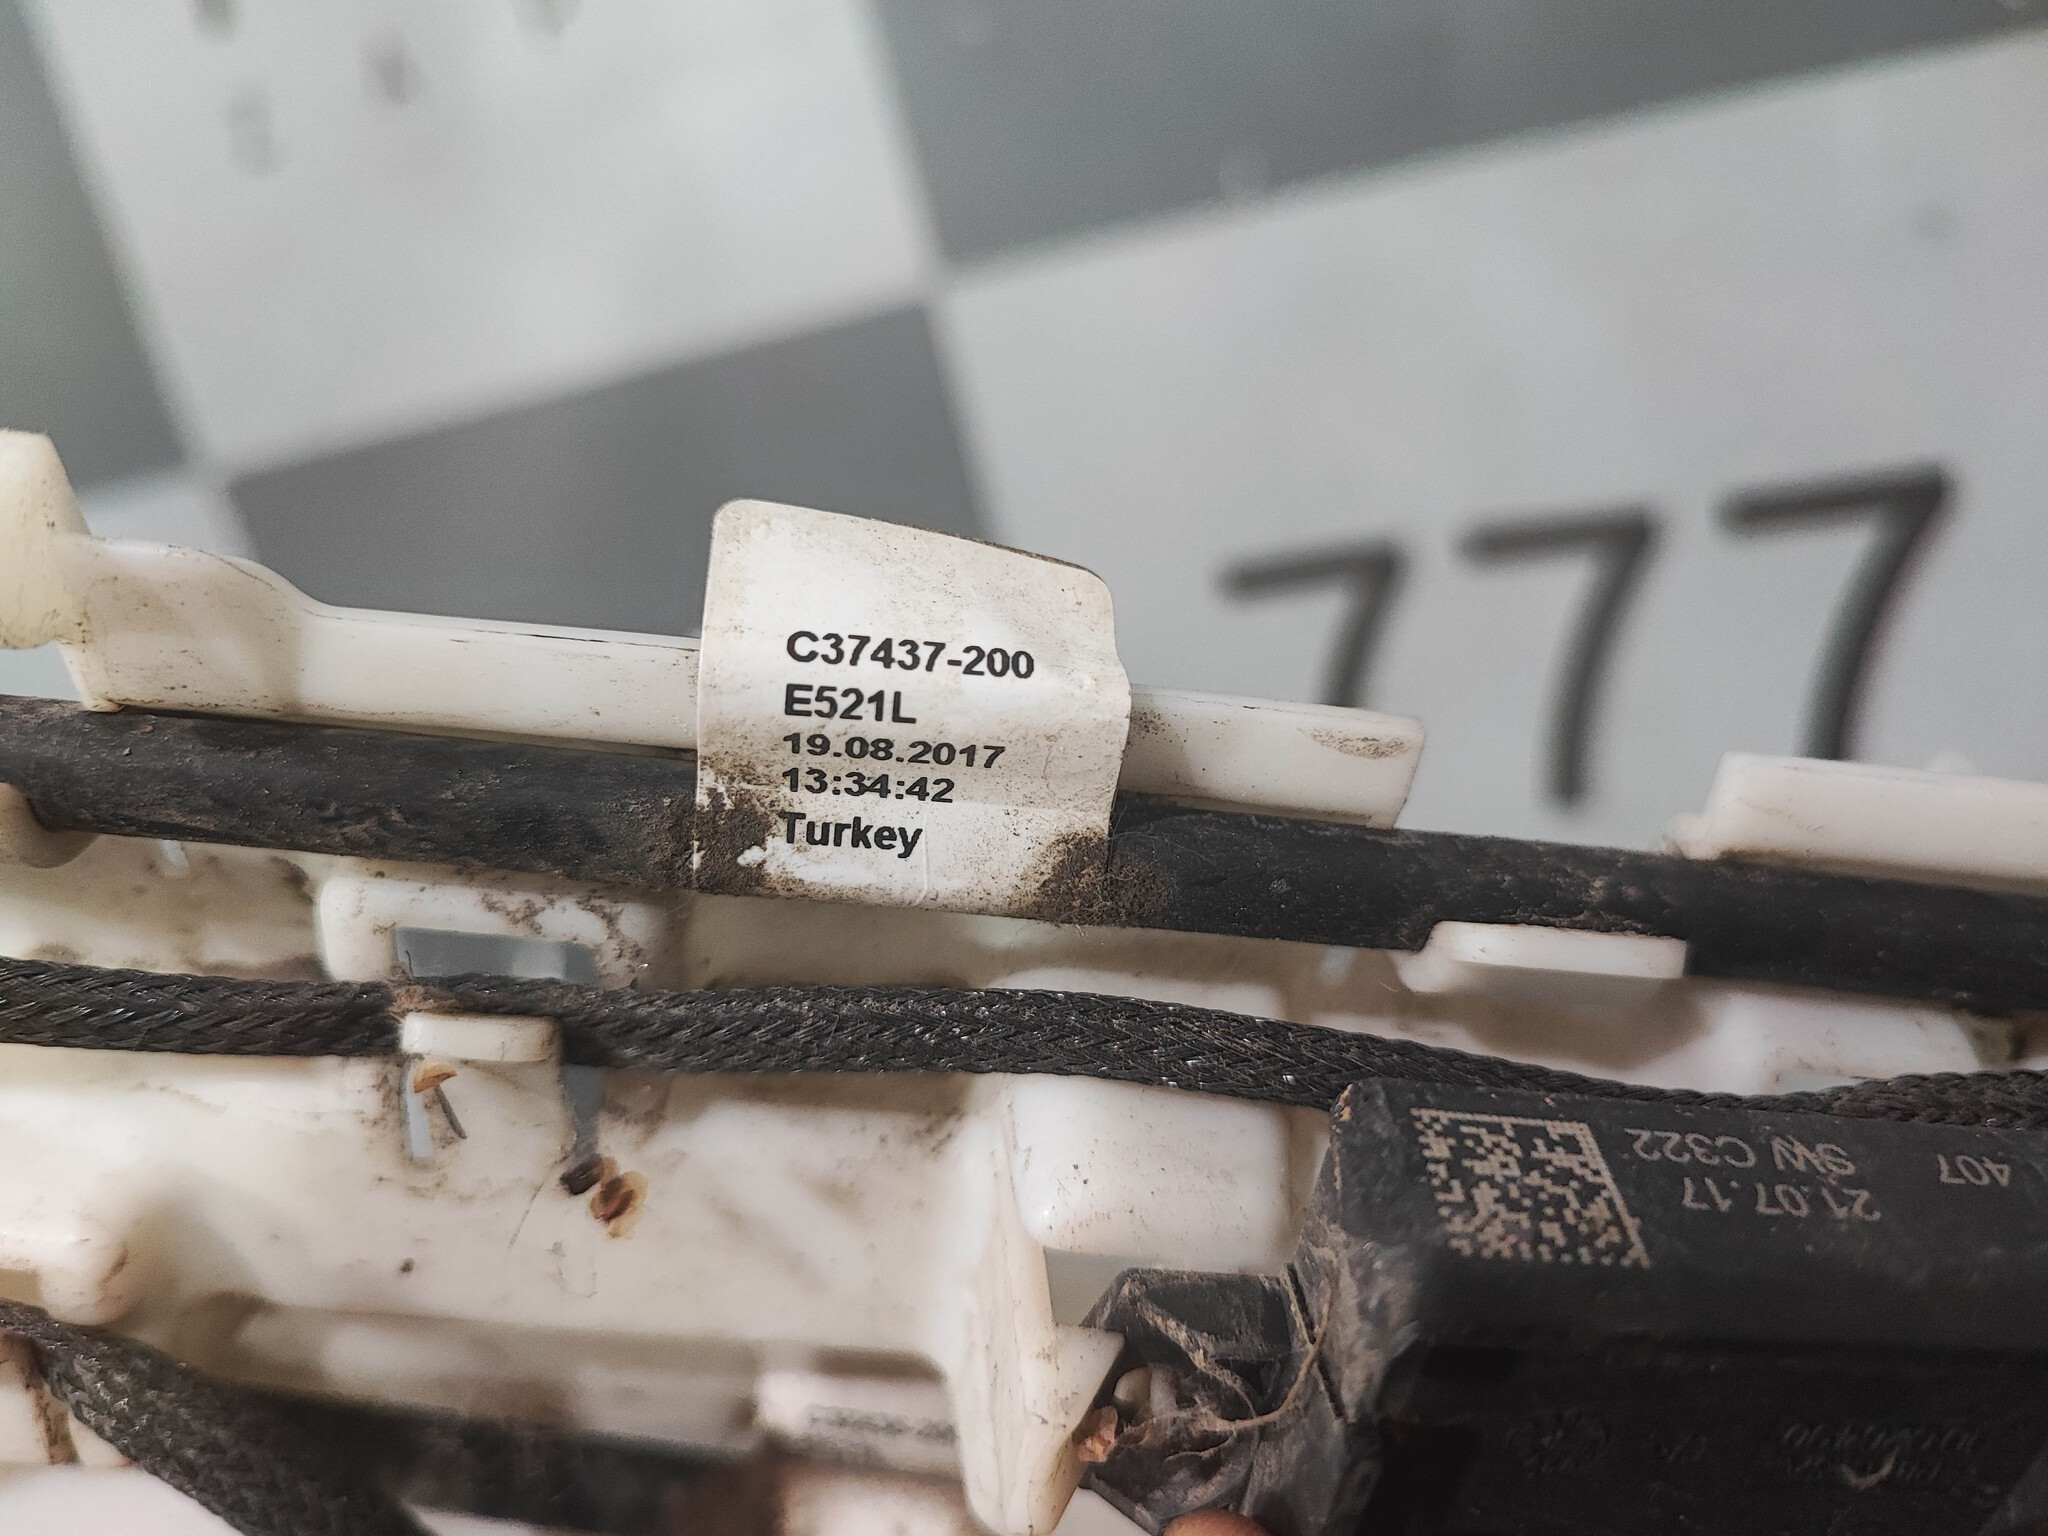 777
C37437-200
E521L
19.08.2017
13:34:42
Turkey
407
SW C322
21.07.17